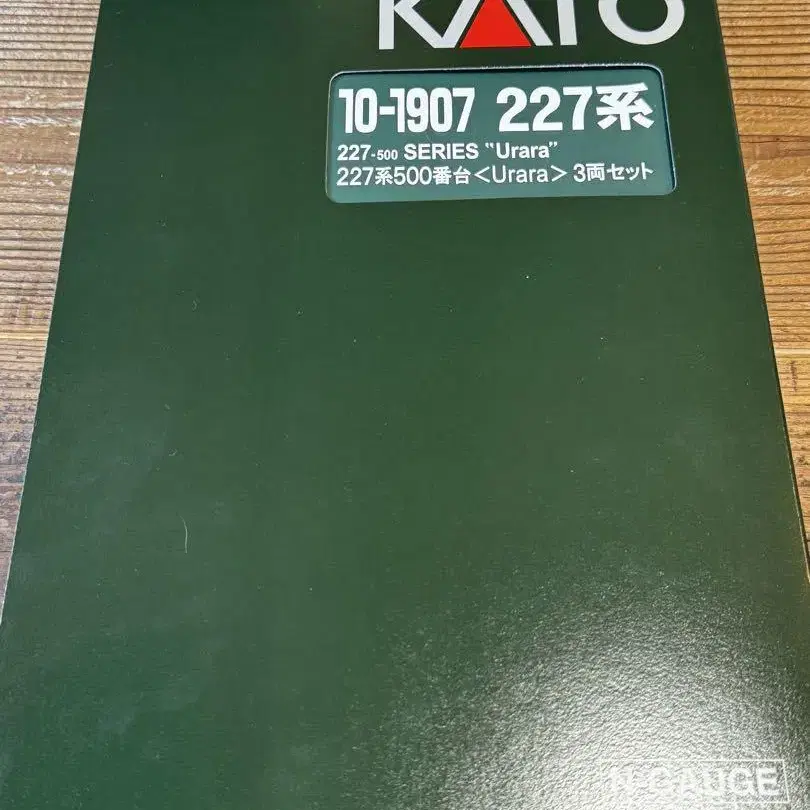 KATO
10-1907 227系
227-500 SERIES "Urara"
227系500番台<Urara> 3両セット
N-GAUGE